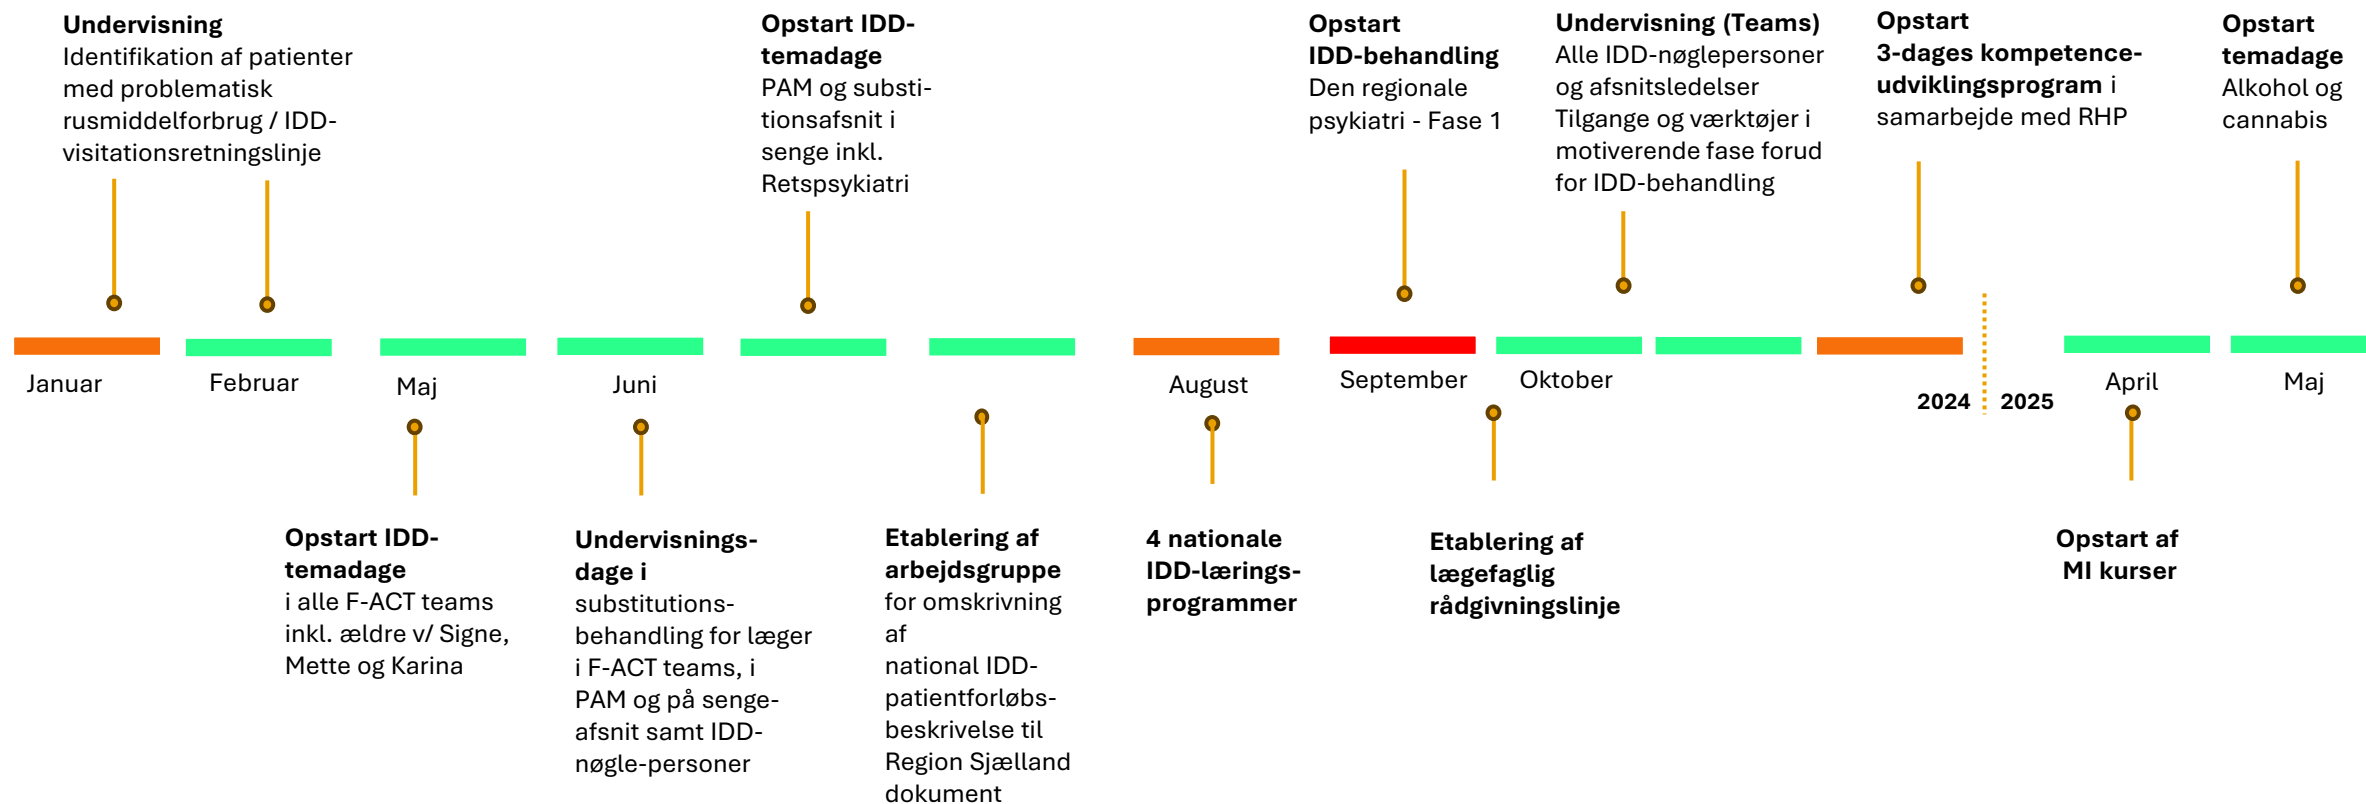 Undervisning
Identifikation af patienter
med problematisk
rusmiddelforbrug / IDD-
visitationsretningslinje
Opstart IDD-
temadage
PAM og substi-
tionsafsnit i
senge inkl.
Retspsykiatri
Opstart
IDD-behandling
Den regionale
psykiatri - Fase 1
Undervisning (Teams)
Alle IDD-nøglepersoner
og afsnitsledelser
Tilgange og værktøjer i
motiverende fase forud
for IDD-behandling
Opstart
3-dages kompetence-
udviklingsprogram i
samarbejde med RHP
Opstart
temadage
Alkohol og
cannabis
Januar
Februar
Maj
Juni
August
September
Oktober
2024
2025
April
Maj
Opstart IDD-
temadage
i alle F-ACT teams
inkl. ældre v/ Signe,
Mette og Karina
Undervisnings-
dage i
substitutions-
behandling for læger
i F-ACT teams, i
PAM og på senge-
afsnit samt IDD-
nøgle-personer
Etablering af
arbejdsgruppe
for omskrivning
af
national IDD-
patientforløbs-
beskrivelse til
Region Sjælland
dokument
4 nationale
IDD-lærings-
programmer
Etablering af
lægefaglig
rådgivningslinje
Opstart af
MI kurser